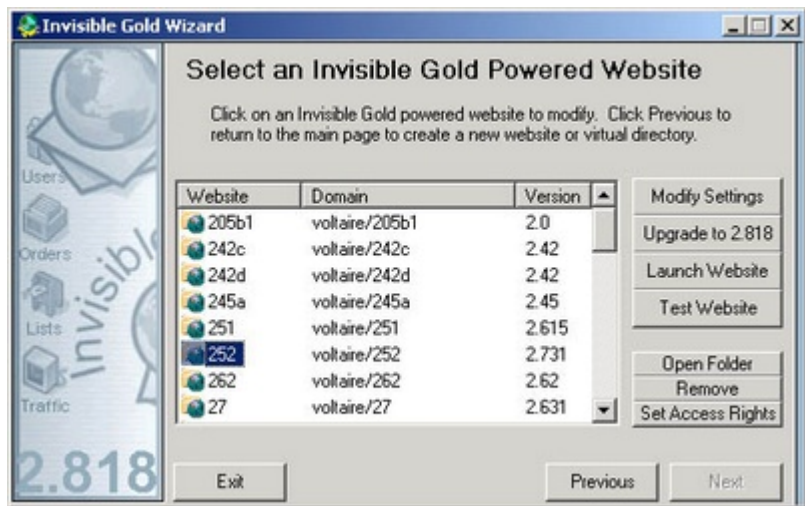 Invisible Gold Wizard
Select an Invisible Gold Powered Website
Click on an Invisible Gold powered website to modify. Click Previous to
return to the main page to create a new website or virtual directory.
Users
Orders
Lists
Traffic
Invisible
2.818
Website Domain Version
205b1 voltaire/205b1 2.0
242c voltaire/242c 2.42
242d voltaire/242d 2.42
245a voltaire/245a 2.45
251 voltaire/251 2.615
252 voltaire/252 2.731
262 voltaire/262 2.62
27 voltaire/27 2.631
Modify Settings
Upgrade to 2.818
Launch Website
Test Website
Open Folder
Remove
Set Access Rights
Exit
Previous
Next